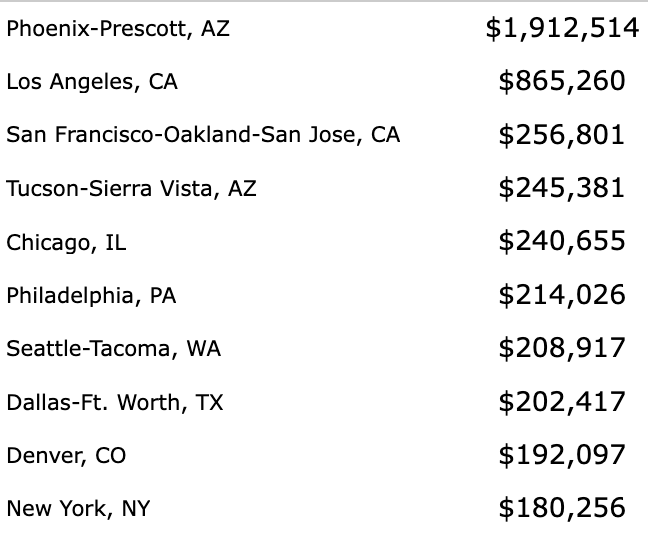 Phoenix-Prescott, AZ $1,912,514
Los Angeles, CA $865,260
San Francisco-Oakland-San Jose, CA $256,801
Tucson-Sierra Vista, AZ $245,381
Chicago, IL $240,655
Philadelphia, PA $214,026
Seattle-Tacoma, WA $208,917
Dallas-Ft. Worth, TX $202,417
Denver, CO $192,097
New York, NY $180,256